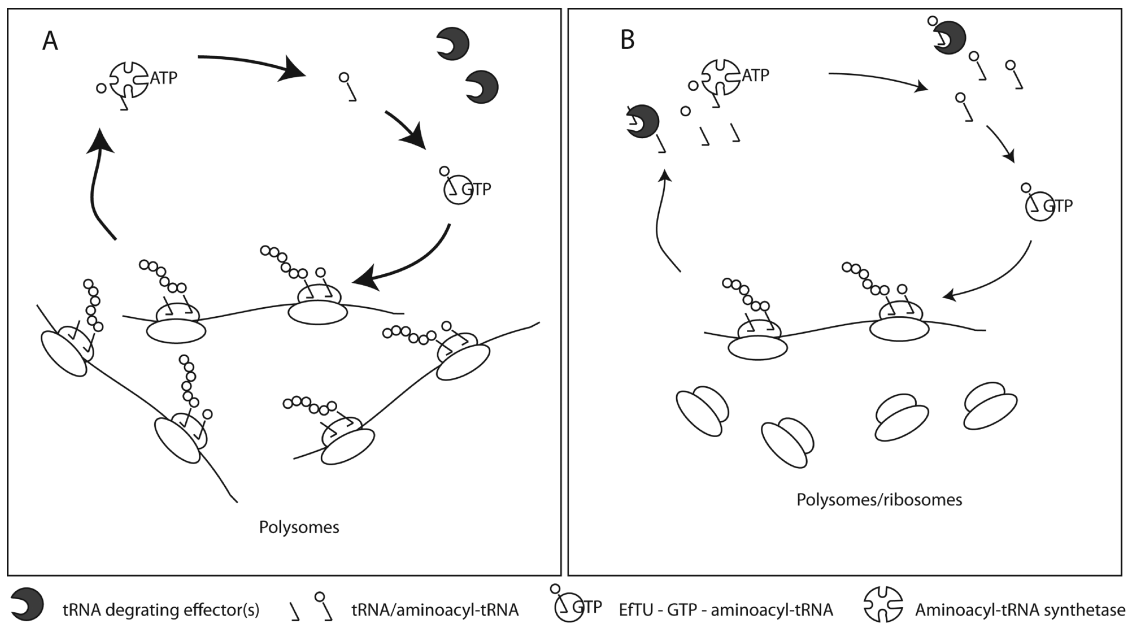 A
ATP
GTP
Polysomes
B
ATP
GTP
Polysomes/ribosomes
tRNA degrating effector(s)
tRNA/aminoacyl-tRNA
GTP
EfTU - GTP - aminoacyl-tRNA
Aminoacyl-tRNA synthetase